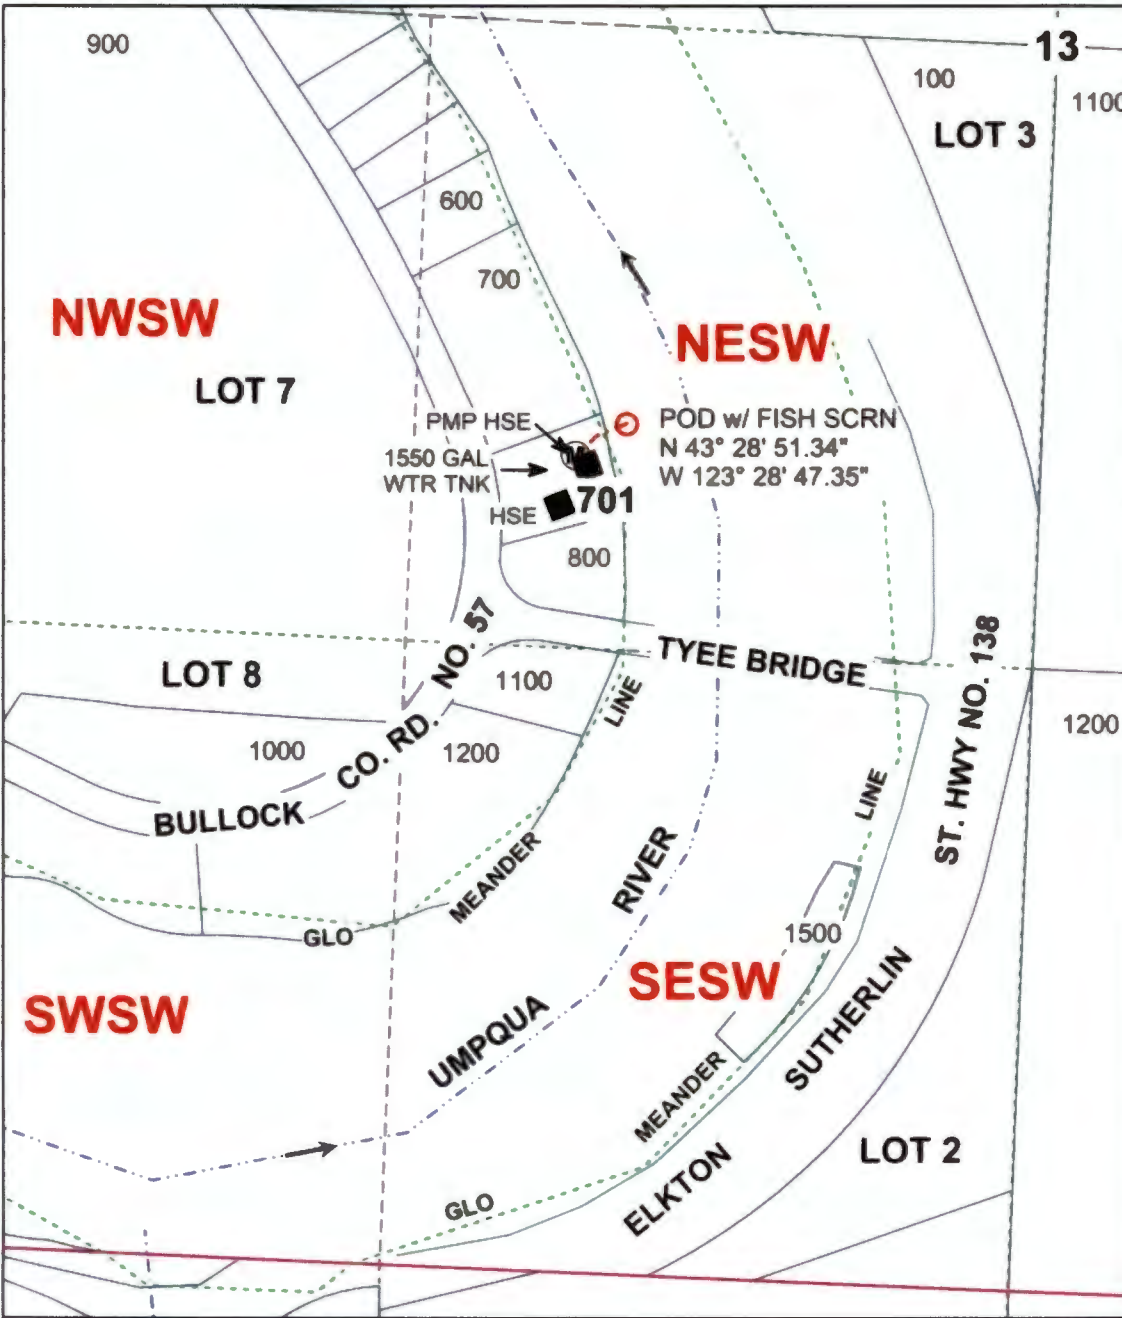 900
13
100
1100
LOT 3
600
700
NWSW
NESW
LOT 7
PMP HSE
POD w/ FISH SCRN
N 43° 28' 51.34"
W 123° 28' 47.35"
1550 GAL
WTR TNK
701
HSE
800
BULLOCK CO. RD. NO. 57
TYEE BRIDGE
ST. HWY NO. 138
LOT 8
1100
1000
1200
1200
GLO MEANDER LINE
UMPQUA RIVER
1500
SWSW
SESW
GLO MEANDER LINE
ELKTON SUTHERLIN
LOT 2